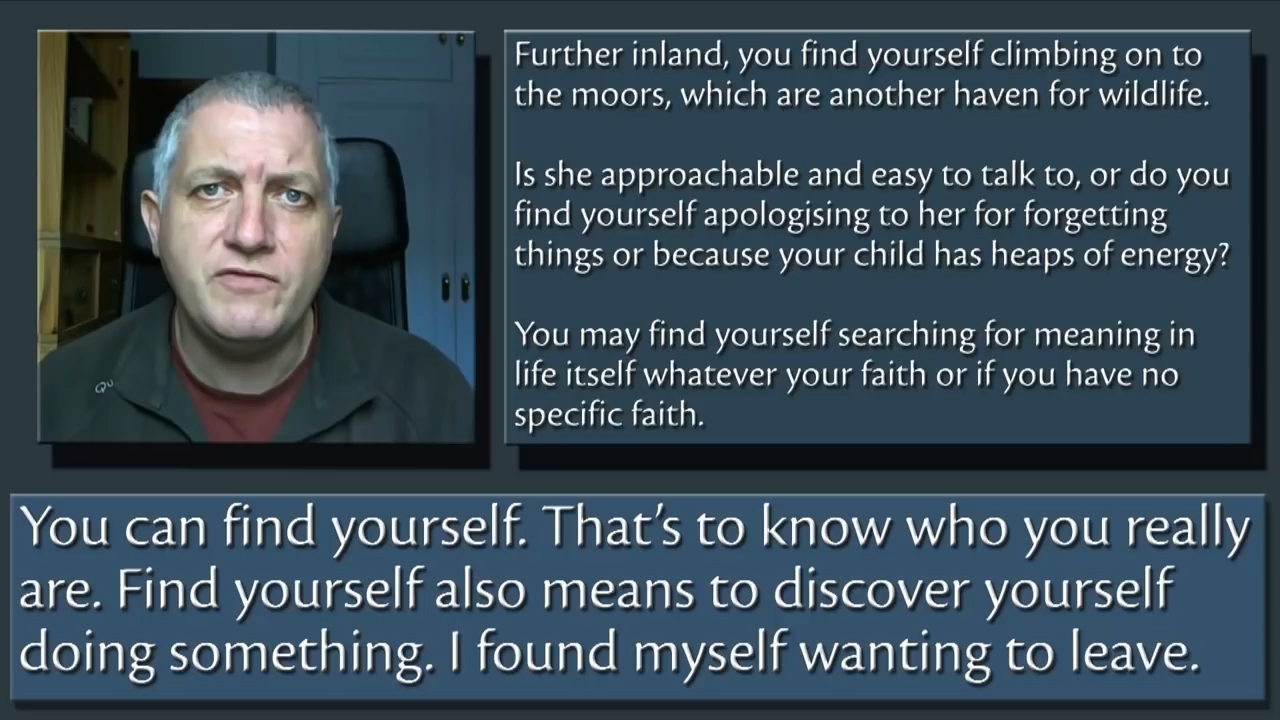 Further inland, you find yourself climbing on to
the moors, which are another haven for wildlife.
Is she approachable and easy to talk to, or do you
find yourself apologising to her for forgetting
things or because your child has heaps of energy?
You may find yourself searching for meaning in
life itself whatever your faith or if you have no
specific faith.
Qu
You can find yourself. That's to know who you really
are. Find yourself also means to discover yourself
doing something. I found myself wanting to leave.